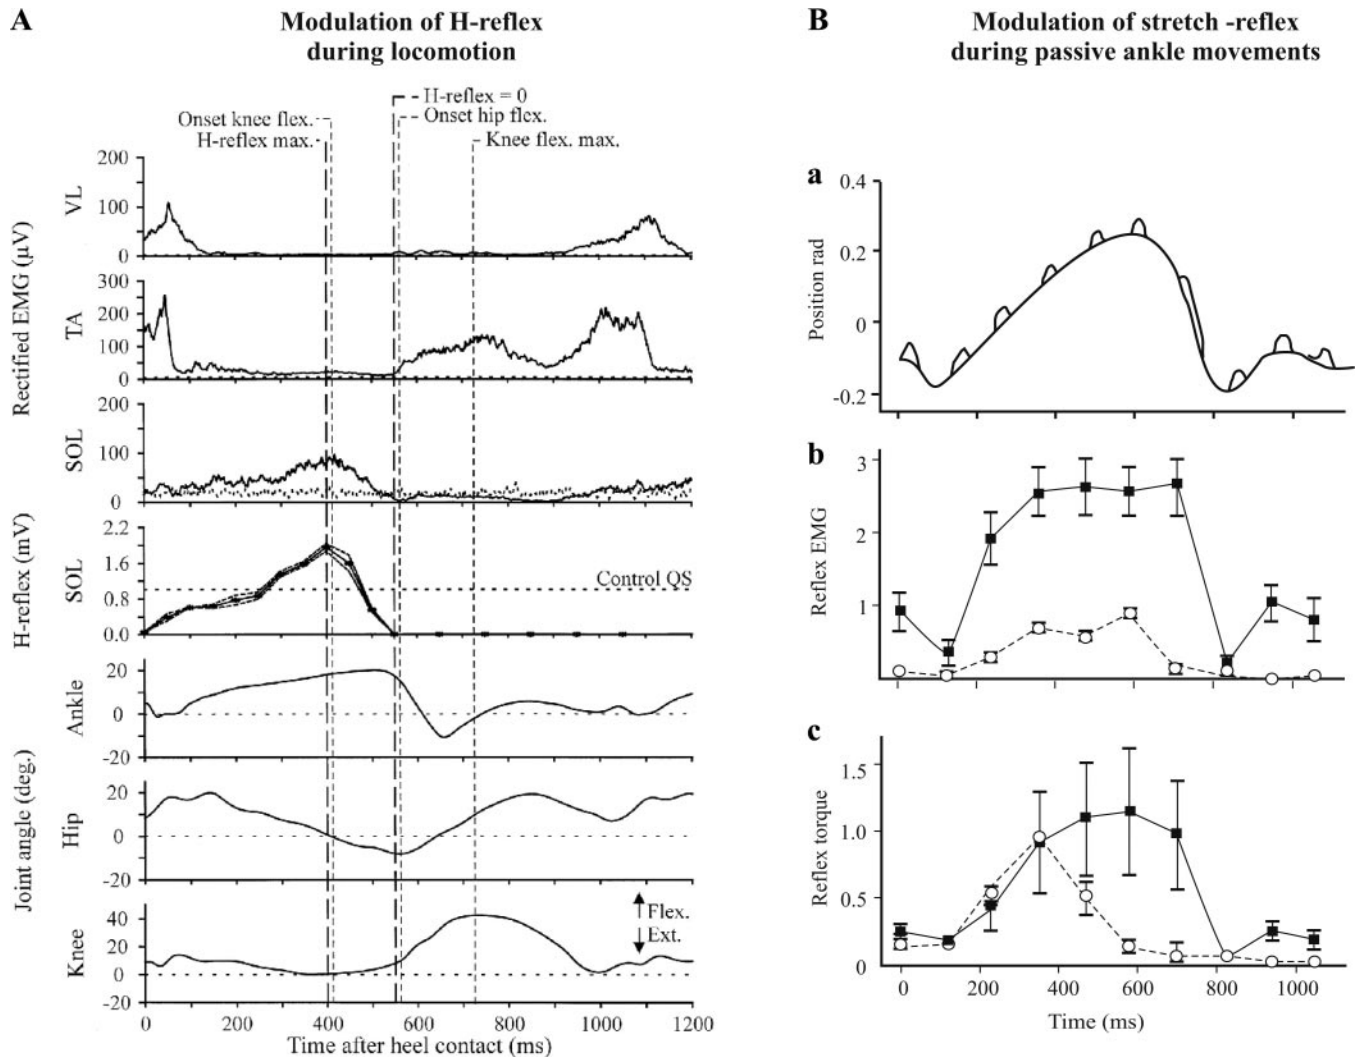 A
Modulation of H-reflex
during locomotion
H-reflex = 0
Onset knee flex.
Onset hip flex.
H-reflex max.
Knee flex. max.
Rectified EMG (µV)
VL
200
100
0
TA
300
200
100
0
SOL
200
100
0
H-reflex (mV)
SOL
2.2
1.6
0.8
0.0
Control QS
Joint angle (deg.)
Ankle
20
0
-20
Hip
20
0
-20
Knee
40
20
0
-20
Flex.
Ext.
0 200 400 600 800 1000 1200
Time after heel contact (ms)
B
Modulation of stretch -reflex
during passive ankle movements
a
Position rad
0.4
0.2
0
-0.2
b
Reflex EMG
3
2
1
c
Reflex torque
1.5
1.0
0.5
0
0 200 400 600 800 1000
Time (ms)